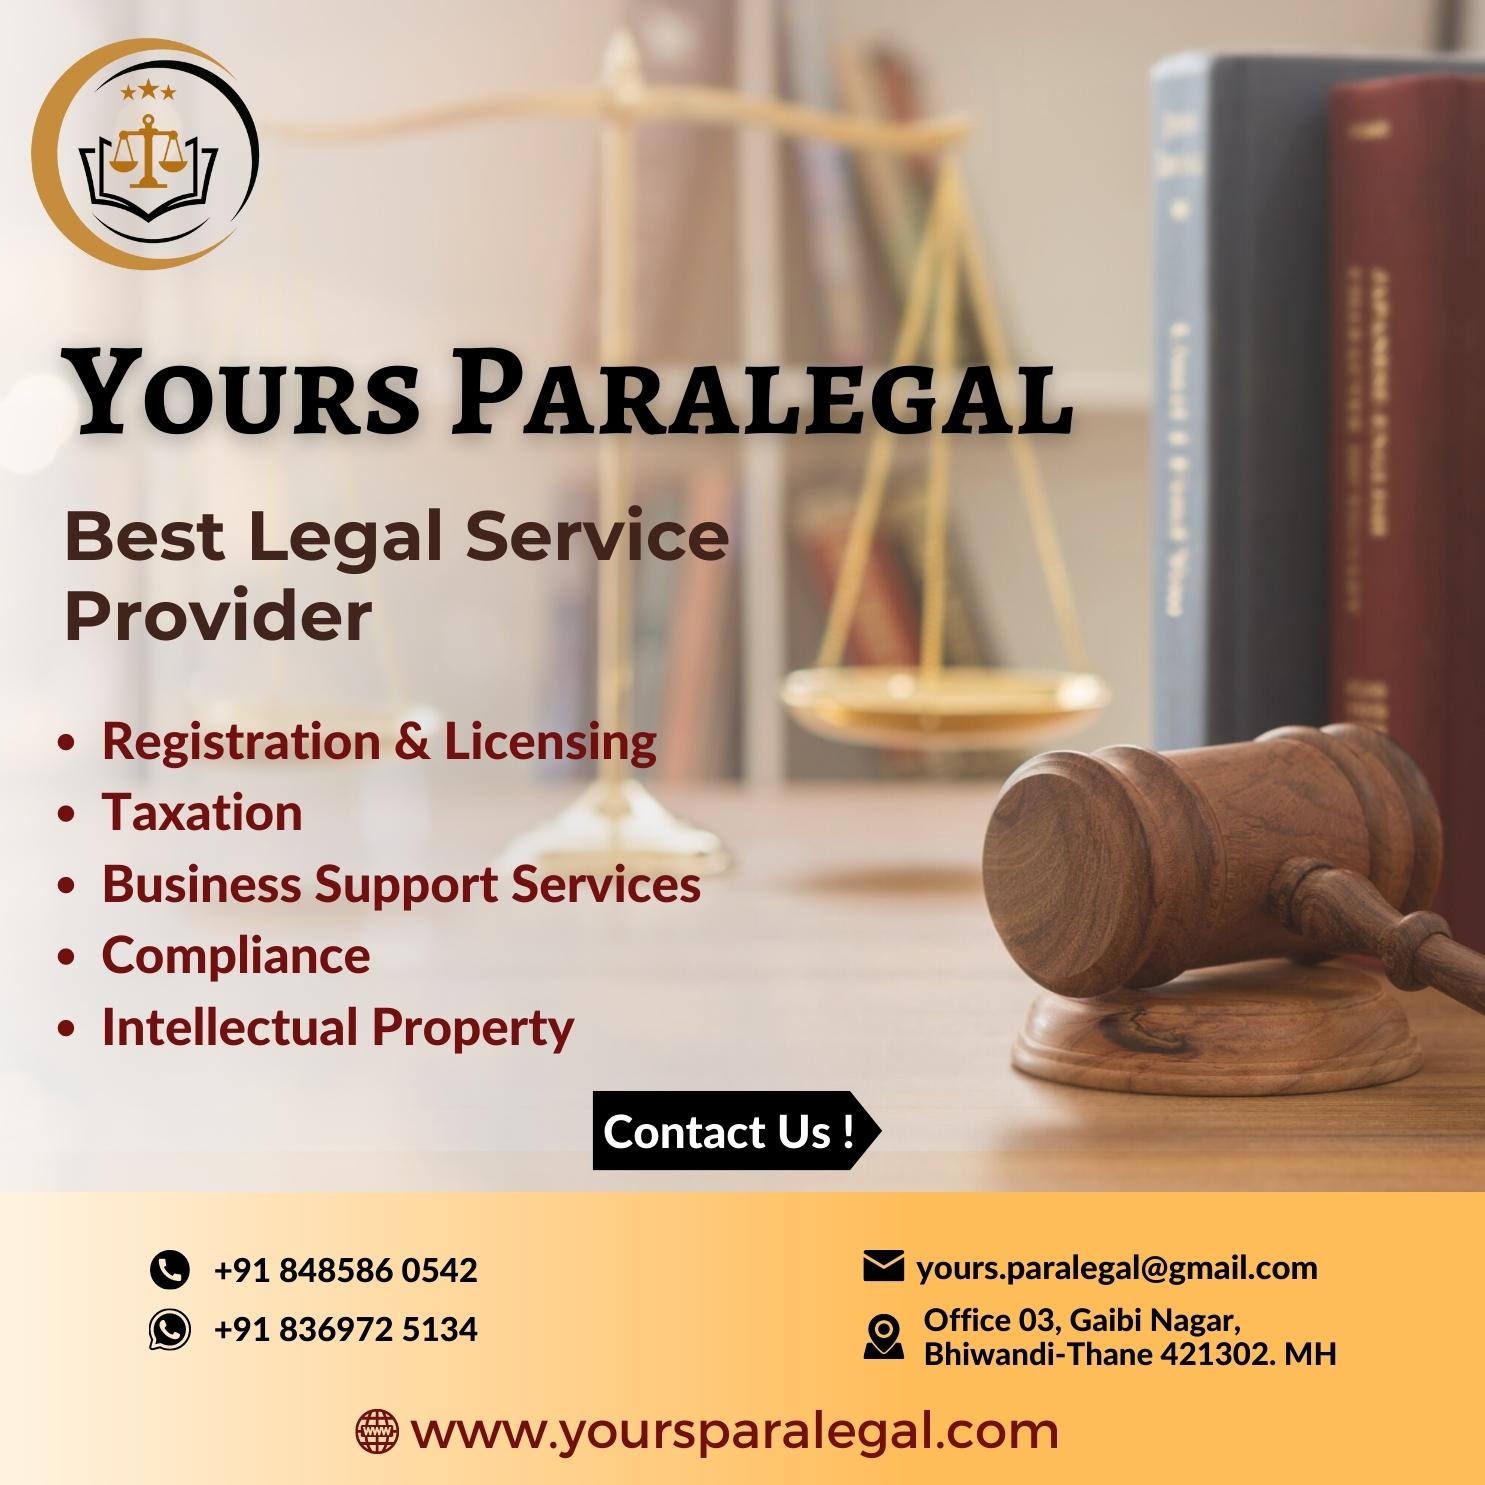 Yours Paralegal
Best Legal Service
Provider
• Registration & Licensing
• Taxation
• Business Support Services
• Compliance
• Intellectual Property
Contact Us !
+91 848586 0542
+91 836972 5134
yours.paralegal@gmail.com
Office 03, Gaibi Nagar,
Bhiwandi-Thane 421302. MH
www
www.yoursparalegal.com